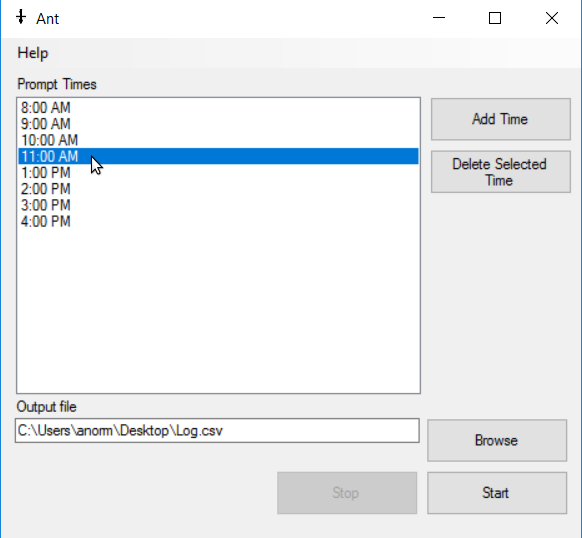 Ant
Help
Prompt Times
8:00 AM
9:00 AM
10:00 AM
11:00 AM
1:00 PM
2:00 PM
3:00 PM
4:00 PM
Add Time
Delete Selected
Time
Output file
C:\Users\anorm\Desktop\Log.csv
Browse
Stop
Start